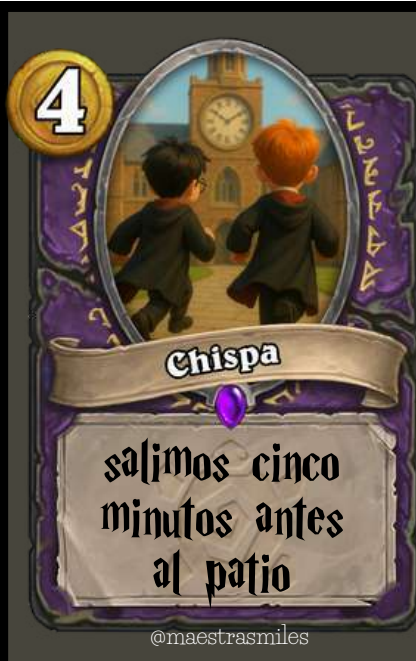 4
Chispa
salimos cinco
minutos antes
al patio
@maestrasmiles